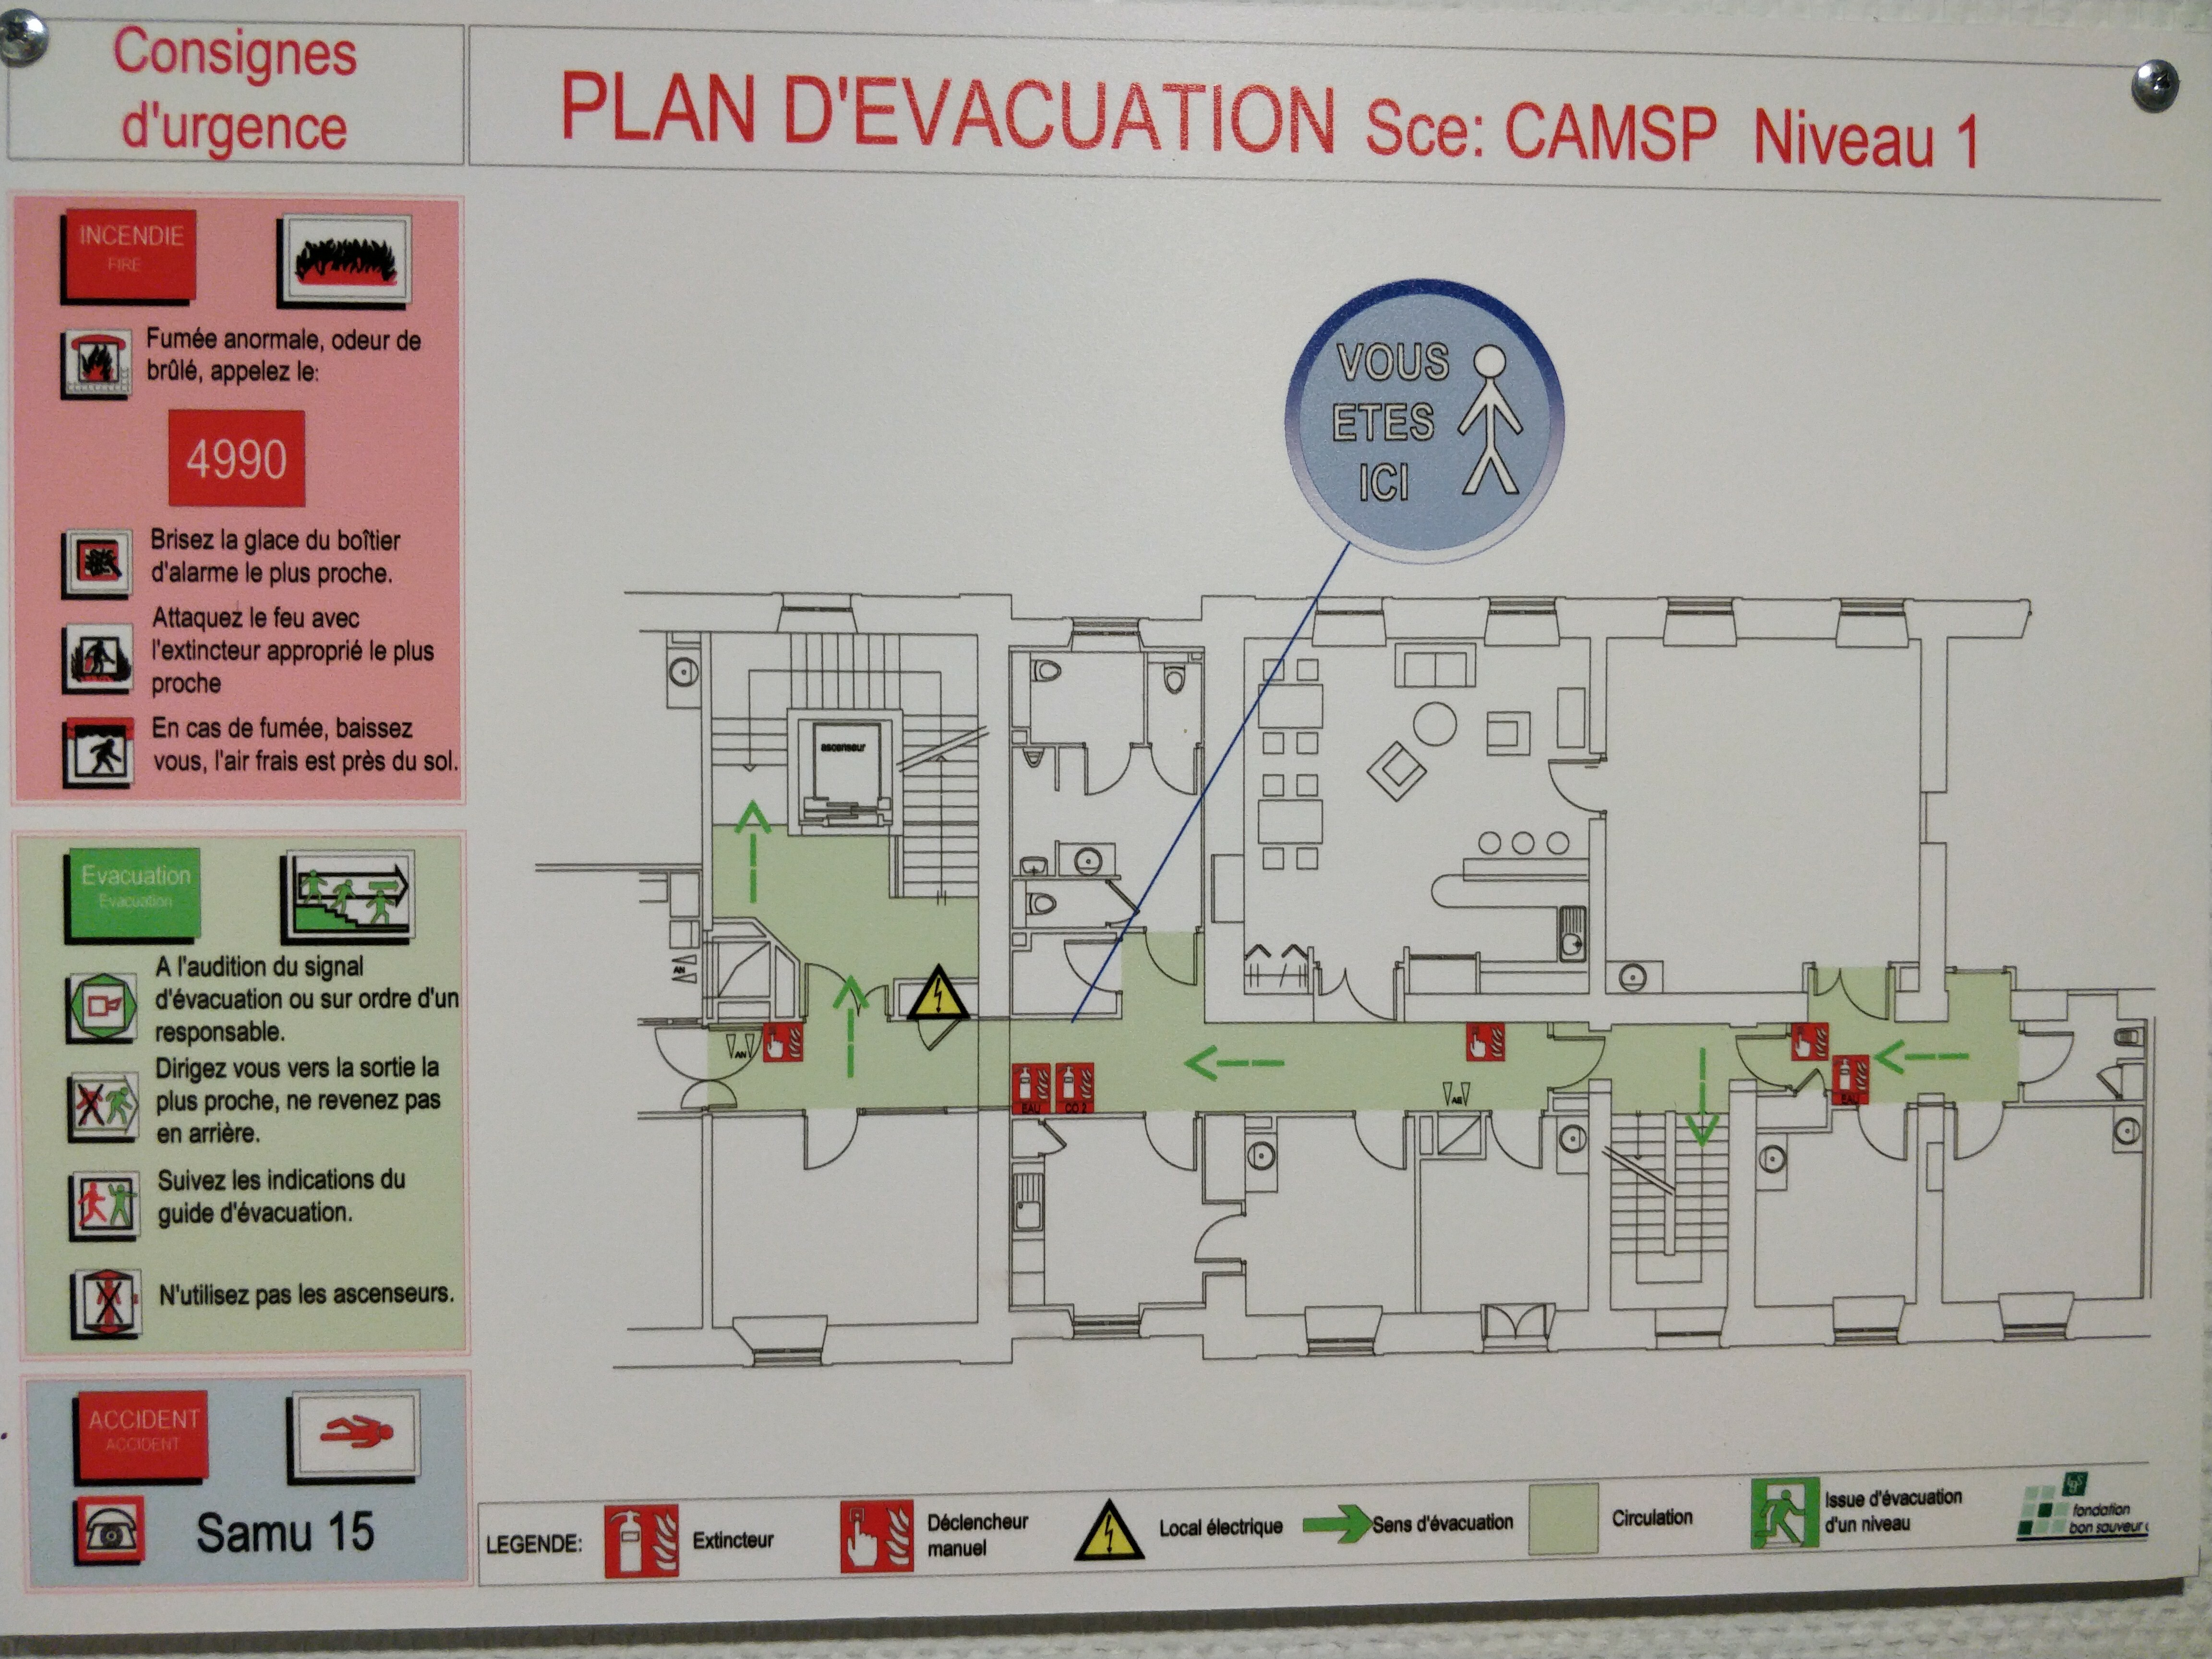 Consignes
d'urgence
PLAN D'EVACUATION Sce: CAMSP Niveau 1
INCENDIE
FIRE
Fumée anormale, odeur de
brûlé, appelez le:
4990
Brisez la glace du boîtier
d'alarme le plus proche.
Attaquez le feu avec
l'extincteur approprié le plus
proche
En cas de fumée, baissez
vous, l'air frais est près du sol.
Evacuation
Evacuation
A l'audition du signal
d'évacuation ou sur ordre d'un
responsable.
Dirigez vous vers la sortie la
plus proche, ne revenez pas
en arrière.
Suivez les indications du
guide d'évacuation.
N'utilisez pas les ascenseurs.
ACCIDENT
ACCIDENT
Samu 15
VOUS
ETES
ICI
ascenseur
AN
AN
EAU
CO 2
AE
EAU
LEGENDE:
Extincteur
Déclencheur
manuel
Local électrique
Sens d'évacuation
Circulation
Issue d'évacuation
d'un niveau
fondation
bon sauveur